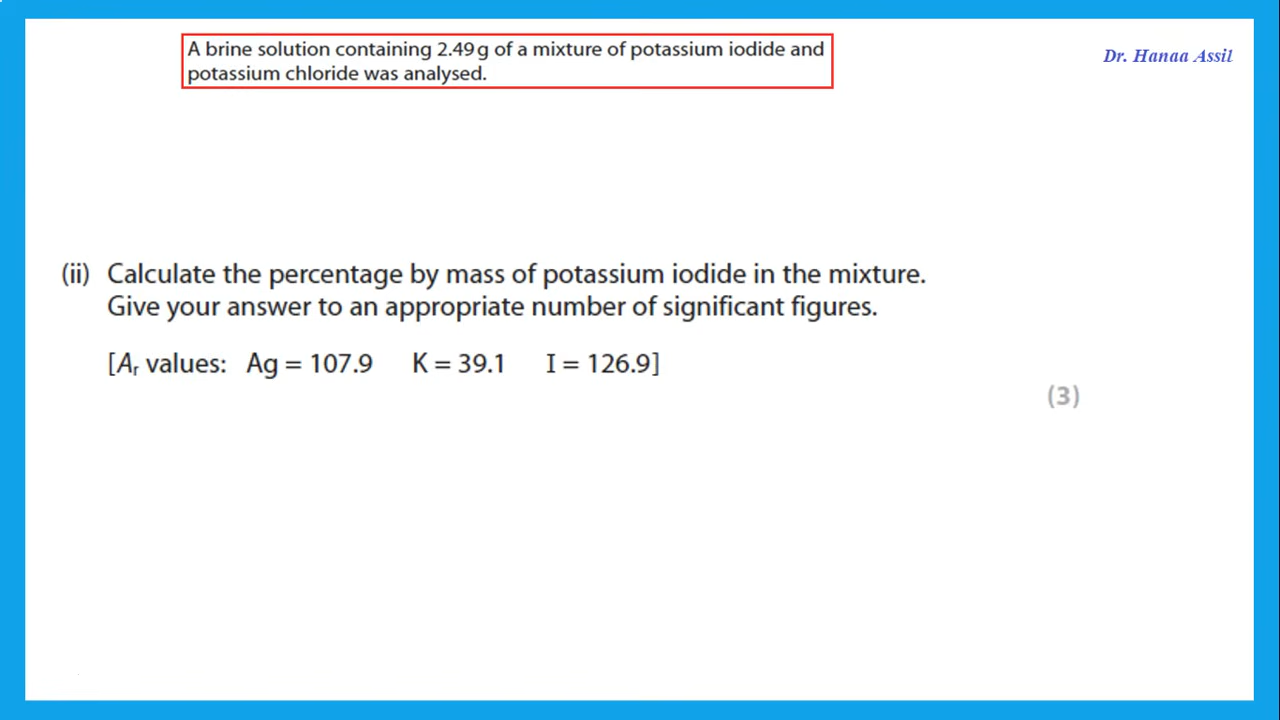 A brine solution containing 2.49 g of a mixture of potassium iodide and
potassium chloride was analysed.
Dr. Hanaa Assil
(ii) Calculate the percentage by mass of potassium iodide in the mixture.
Give your answer to an appropriate number of significant figures.
[Aᵣ values: Ag = 107.9 K = 39.1 I = 126.9]
(3)